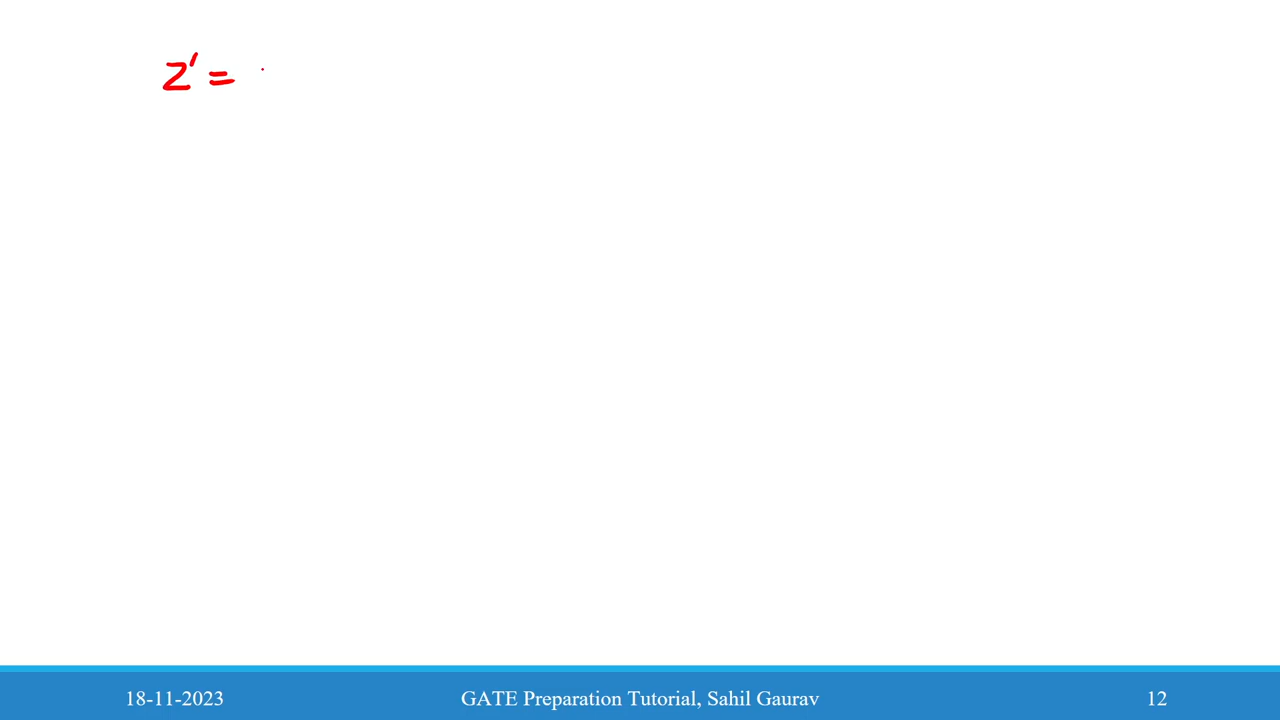 z' =
18-11-2023
GATE Preparation Tutorial, Sahil Gaurav
12